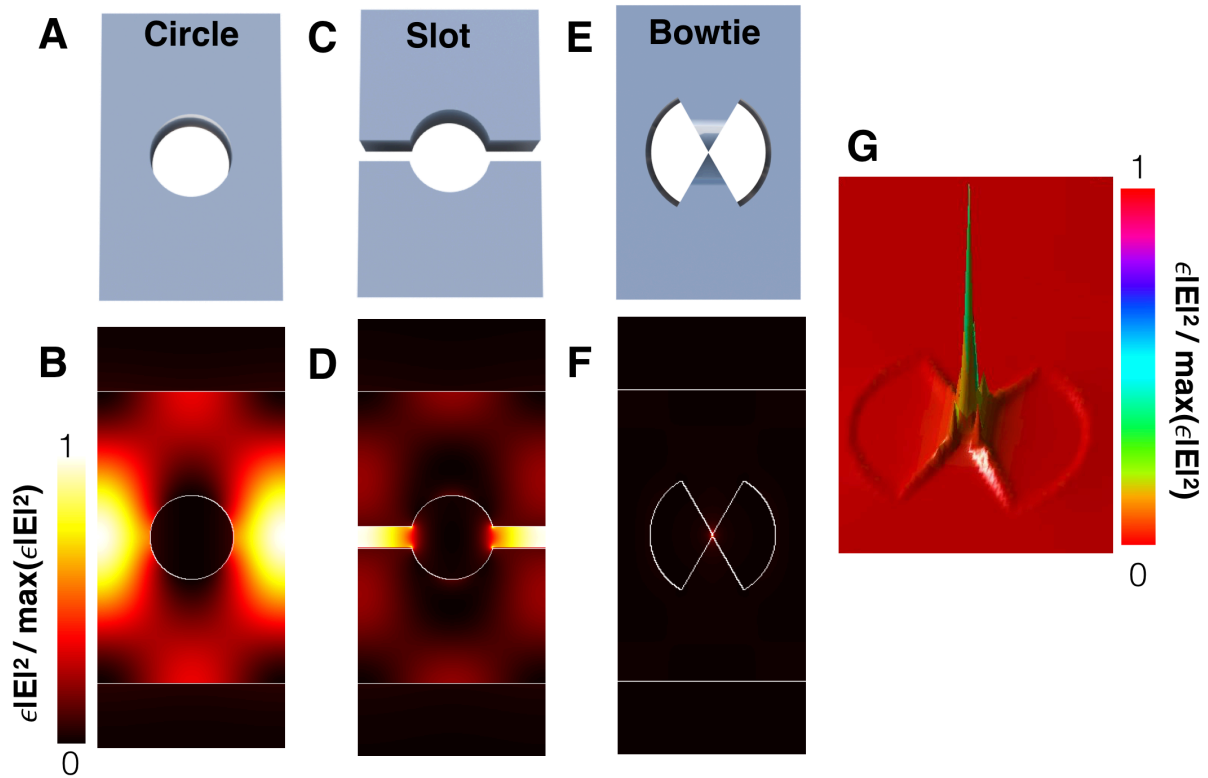 A
Circle
C
Slot
E
Bowtie
G
1
ϵ|E|² / max(ϵ|E|²)
0
B
D
F
1
ϵ|E|² / max(ϵ|E|²)
0